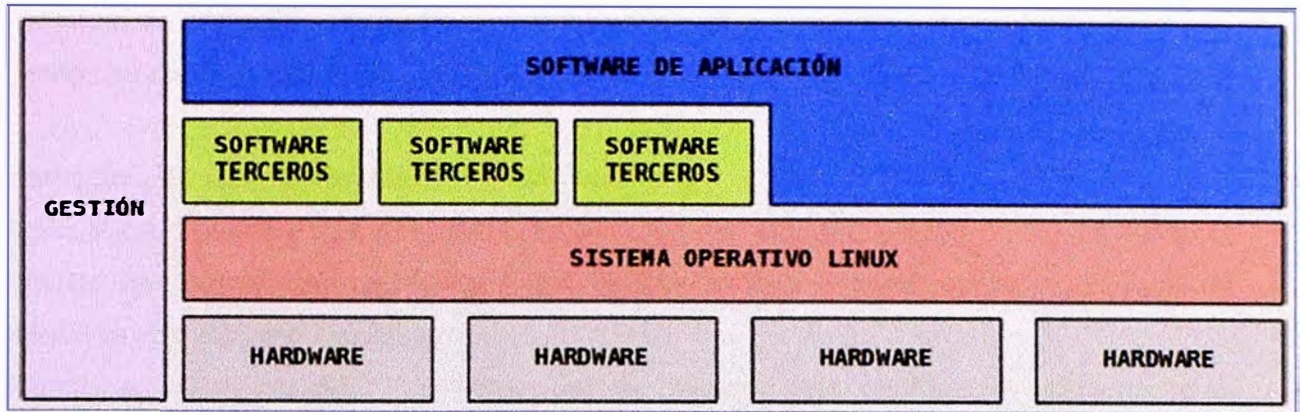 SOFTWARE DE APLICACIÓN
SOFTWARE
TERCEROS
SOFTWARE
TERCEROS
SOFTWARE
TERCEROS
GESTIÓN
SISTEMA OPERATIVO LINUX
HARDWARE
HARDWARE
HARDWARE
HARDWARE